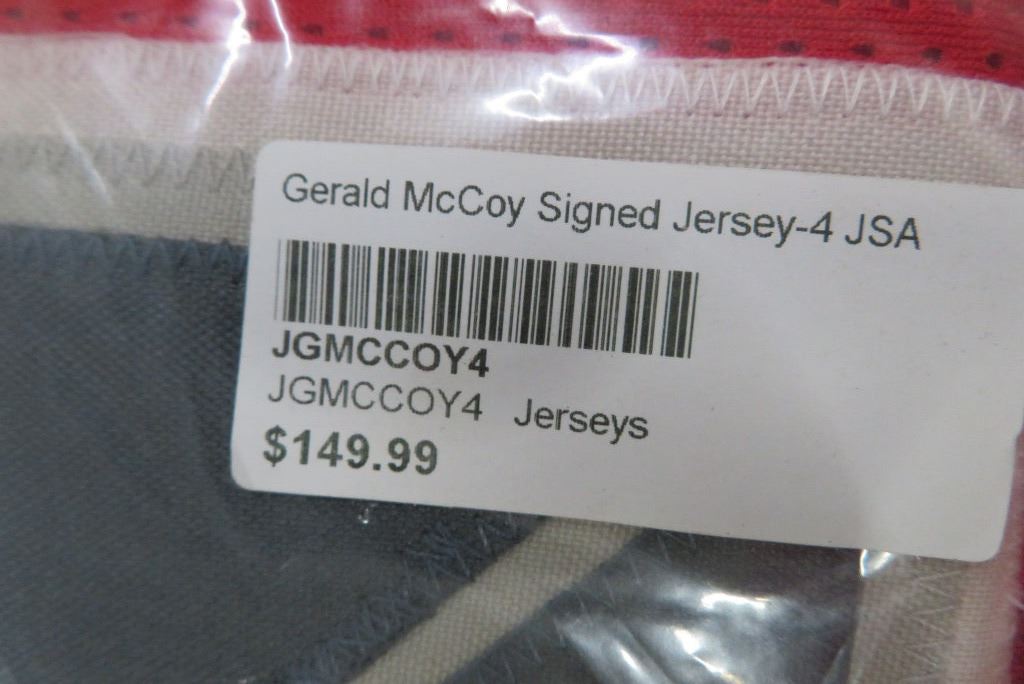 Gerald McCoy Signed Jersey-4 JSA
JGMCCOY4
JGMCCOY4 Jerseys
$149.99